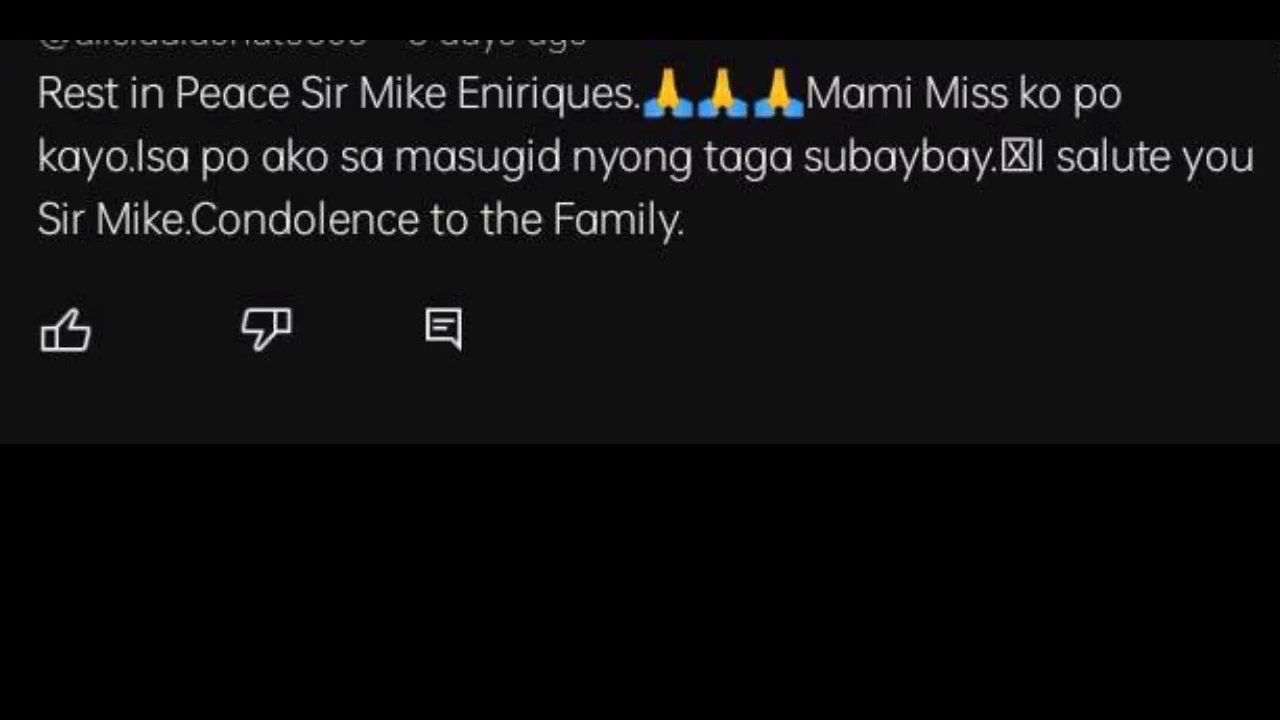 Rest in Peace Sir Mike Eniriques.🙏🙏🙏Mami Miss ko po
kayo.Isa po ako sa masugid nyong taga subaybay.I salute you
Sir Mike.Condolence to the Family.